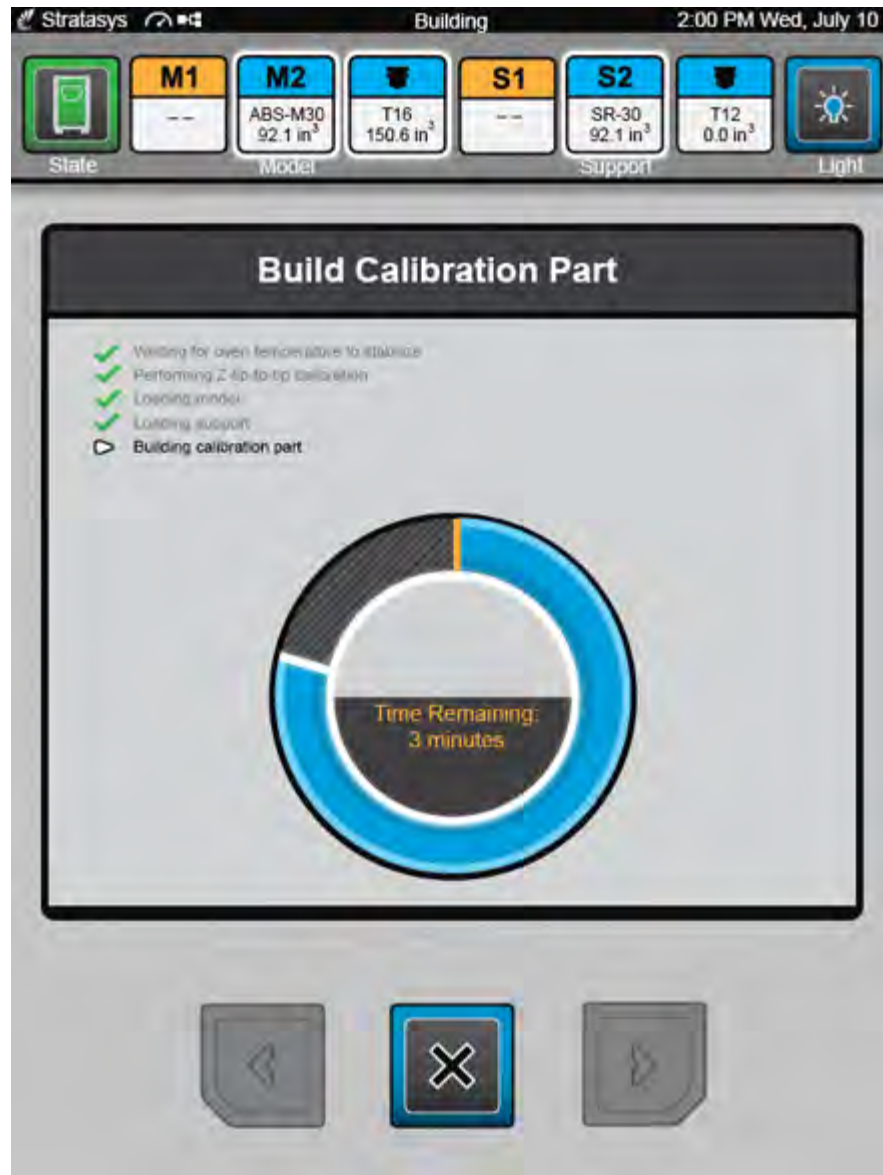 Stratasys Building 2:00 PM Wed, July 10
M1 M2 S1 S2
-- ABS-M30 T16 -- SR-30 T12
92.1 in³ 150.6 in³ 92.1 in³ 0.0 in³
State Model Support Light
Build Calibration Part
Waiting for oven temperature to stabilize
Performing Z tip-to-tip calibration
Loading model
Loading support
Building calibration part
Time Remaining:
3 minutes